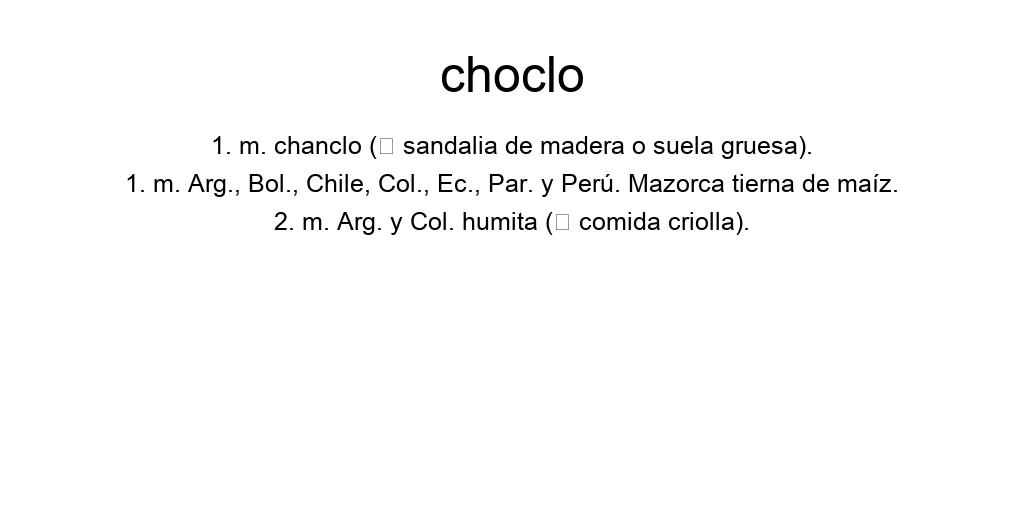 choclo
1. m. chanclo (□ sandalia de madera o suela gruesa).
1. m. Arg., Bol., Chile, Col., Ec., Par. y Perú. Mazorca tierna de maíz.
2. m. Arg. y Col. humita (□ comida criolla).